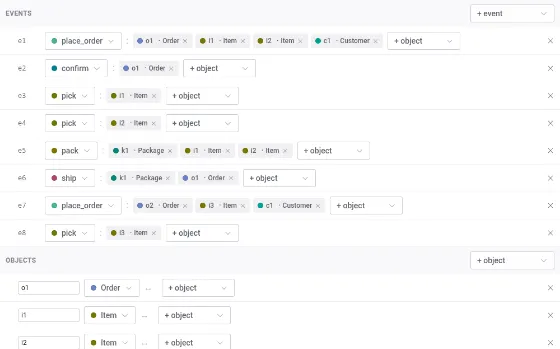 EVENTS + event
e1 place_order : o1 · Order × i1 · Item × i2 · Item × c1 · Customer × + object ×
e2 confirm : o1 · Order × + object ×
e3 pick : i1 · Item × + object ×
e4 pick : i2 · Item × + object ×
e5 pack : k1 · Package × i1 · Item × i2 · Item × + object ×
e6 ship : k1 · Package × o1 · Order × + object ×
e7 place_order : o2 · Order × i3 · Item × c1 · Customer × + object ×
e8 pick : i3 · Item × + object ×
OBJECTS + object
o1 Order -- + object ×
i1 Item -- + object ×
i2 Item -- + object ×